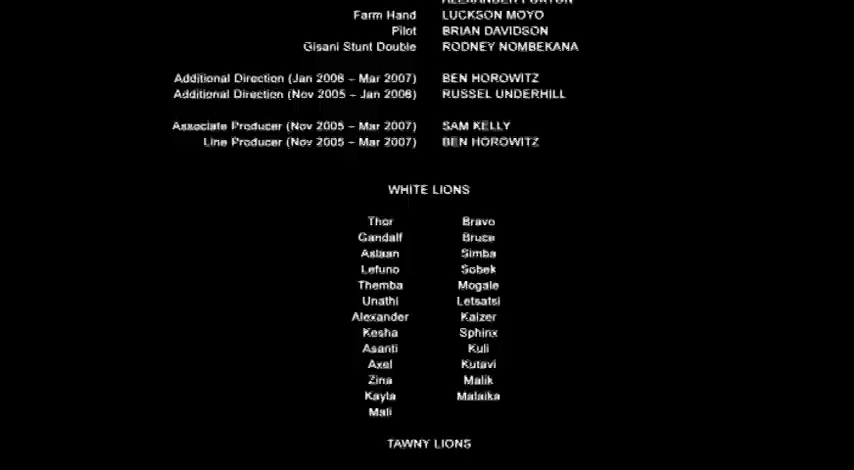 Farm Hand LUCKSON MOYO
Pilot BRIAN DAVIDSON
Gisani Stunt Double RODNEY NOMBEKANA
Additional Direction (Jan 2006 – Mar 2007) BEN HOROWITZ
Additional Direction (Nov 2005 – Jan 2006) RUSSEL UNDERHILL
Associate Producer (Nov 2005 – Mar 2007) SAM KELLY
Line Producer (Nov 2005 – Mar 2007) BEN HOROWITZ
WHITE LIONS
Thor Bravo
Gandalf Bruce
Aslaan Simba
Letuno Sobek
Themba Mogale
Unathi Letsatsi
Alexander Kaizer
Kesha Sphinx
Asanti Kuli
Axel Kutavi
Zina Malik
Kayla Malaika
Mali
TAWNY LIONS